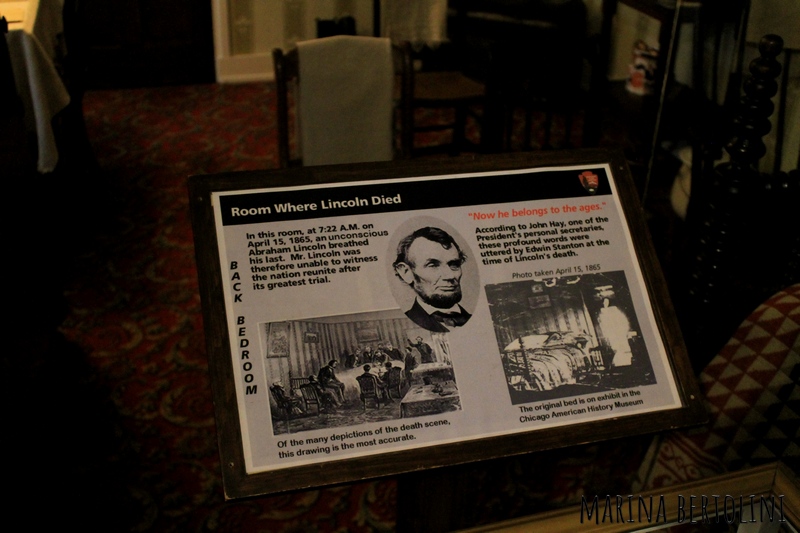 Room Where Lincoln Died
In this room, at 7:22 A.M. on
April 15, 1865, an unconscious
Abraham Lincoln breathed
his last. Mr. Lincoln was
therefore unable to witness
the nation reunite after
its greatest trial.
"Now he belongs to the ages."
According to John Hay, one of the
President's personal secretaries,
these profound words were
uttered by Edwin Stanton at the
time of Lincoln's death.
Photo taken April 15, 1865
BACK BEDROOM
Of the many depictions of the death scene,
this drawing is the most accurate.
The original bed is on exhibit in the
Chicago American History Museum
MARINA BERTOLINI